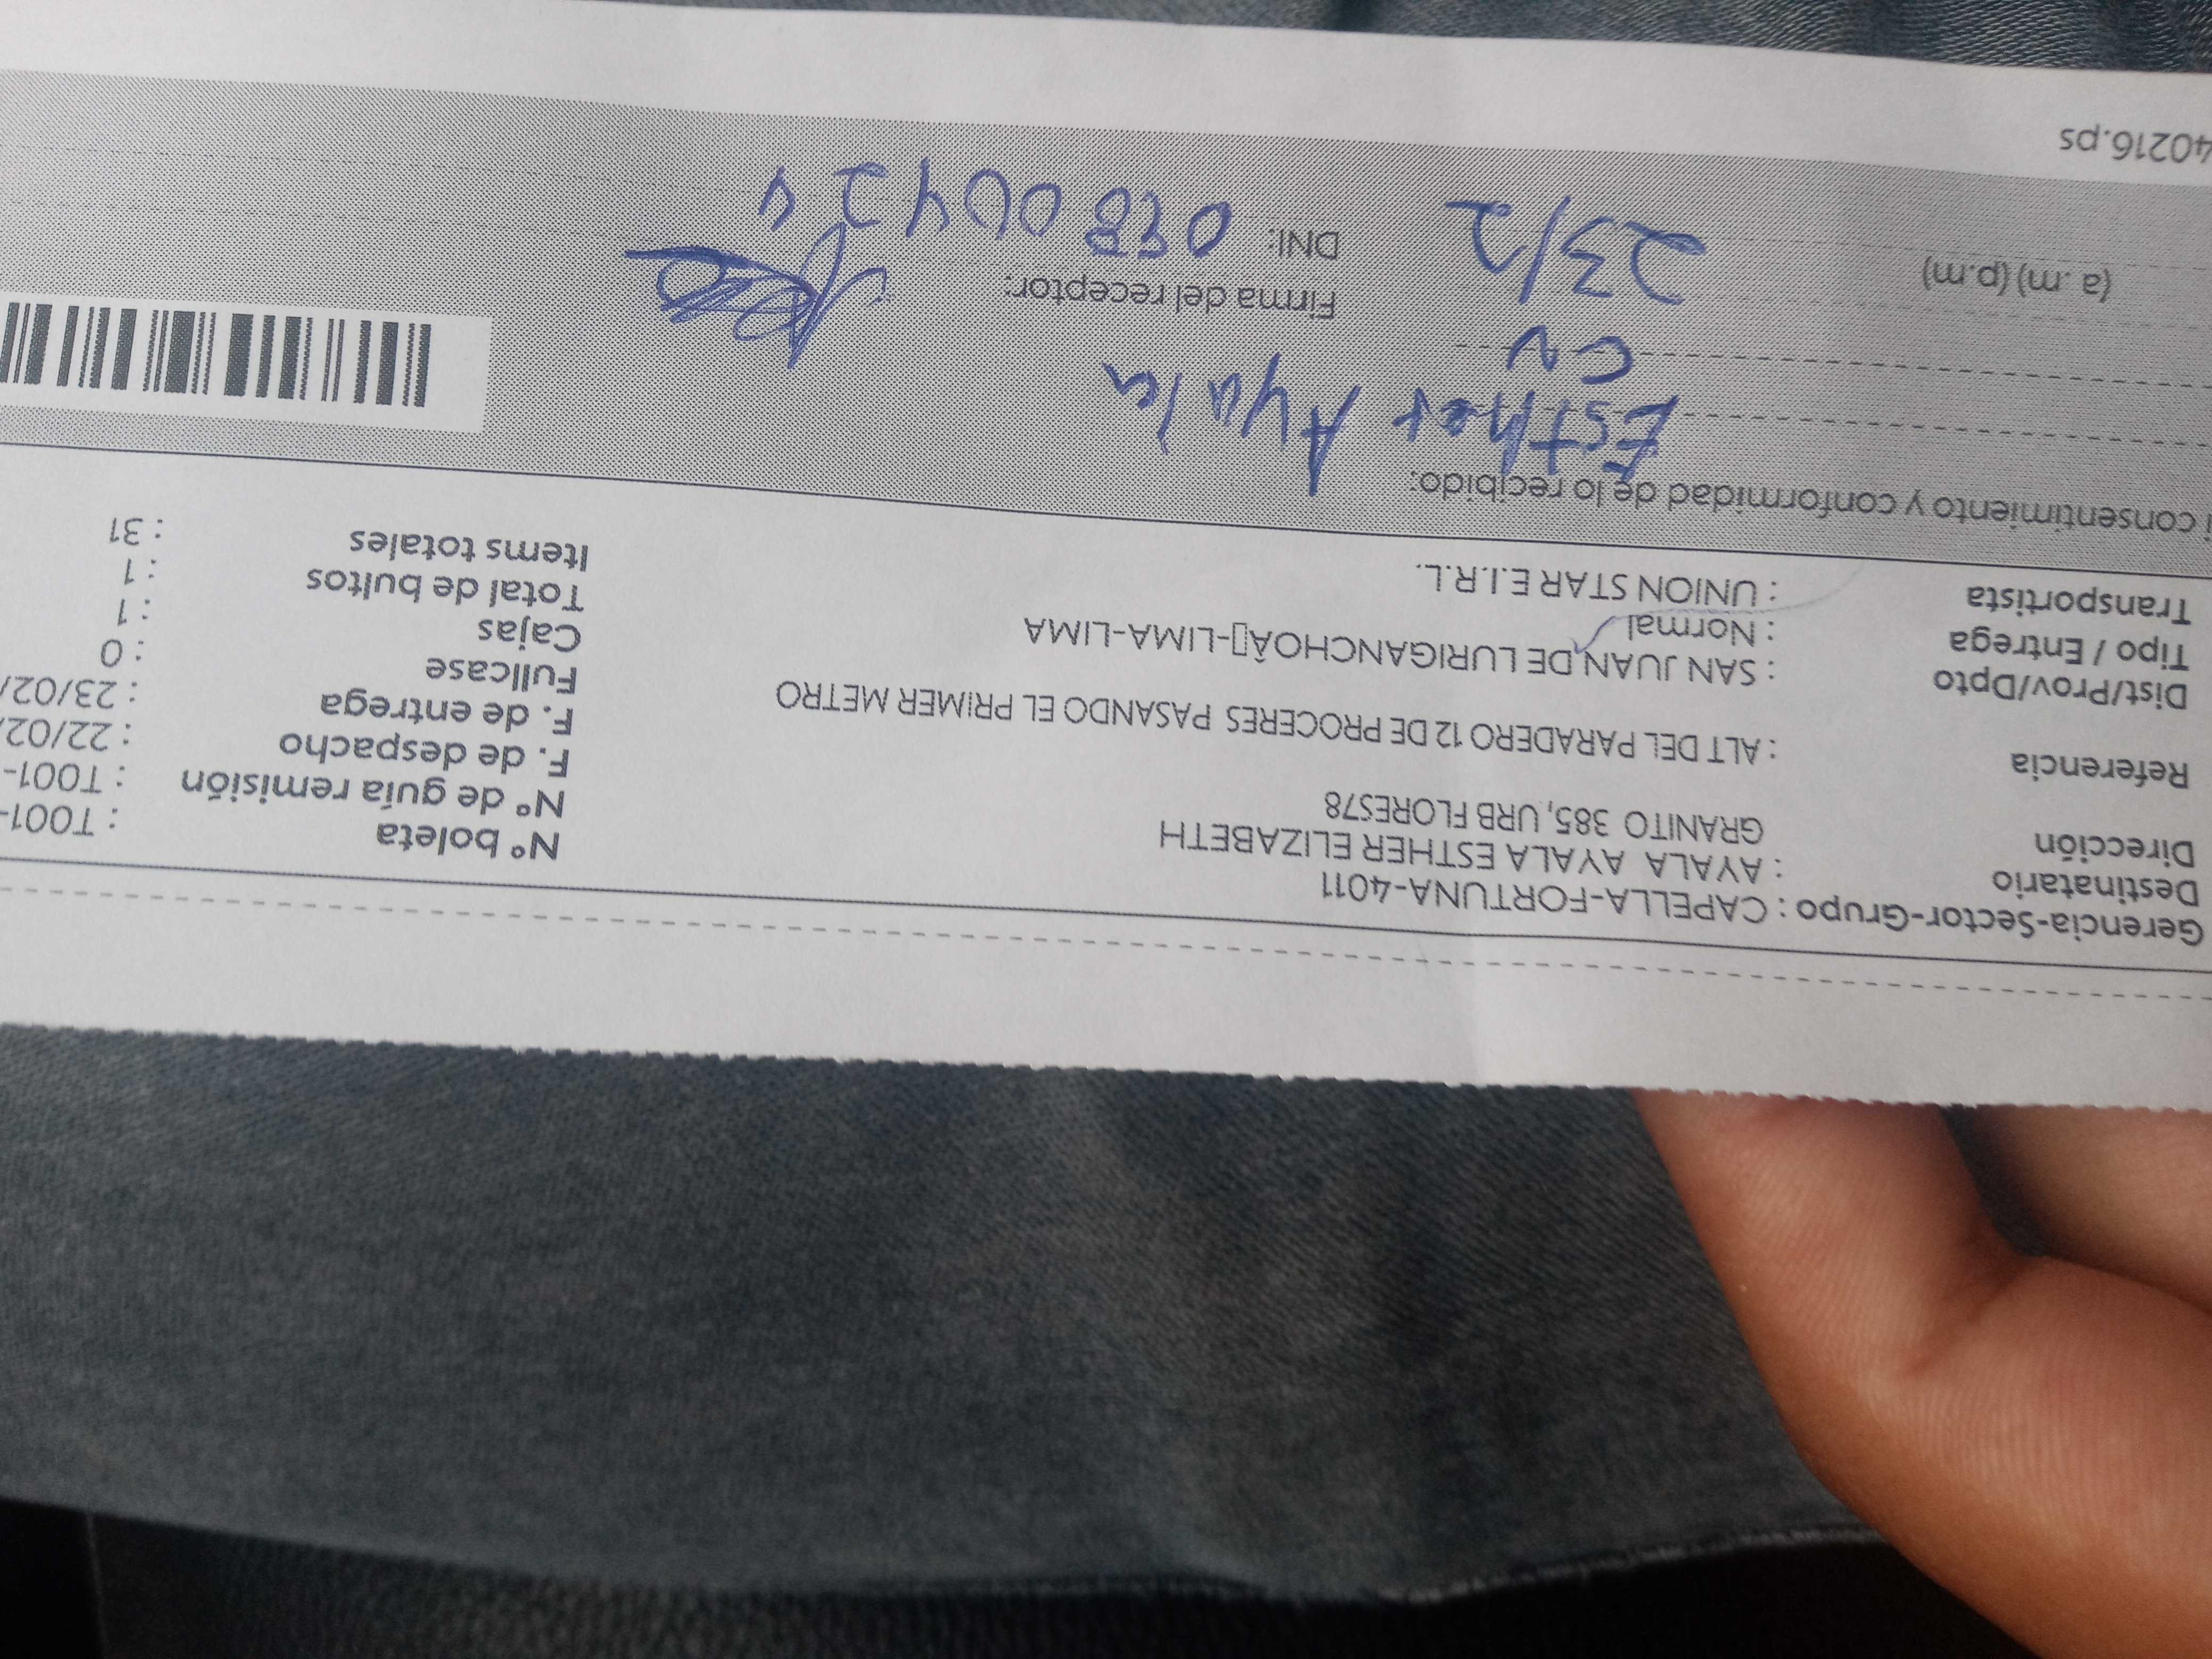 Gerencia-Sector-Grupo : CAPELLA-FORTUNA-4011
Destinatario : AYALA AYALA ESTHER ELIZABETH
Dirección GRANITO 385, URB FLORES78
Referencia : ALT DEL PARADERO 12 DE PROCERES PASANDO EL PRIMER METRO
Dist/Prov/Dpto : SAN JUAN DE LURIGANCHOÂ▯-LIMA-LIMA
Tipo / Entrega : Normal
Transportista : UNION STAR E.I.R.L.
Nº boleta : T001-
Nº de guía remisión : T001-
F. de despacho : 22/02/
F. de entrega : 23/02/
Fullcase : 0
Cajas : 1
Total de bultos : 1
Items totales : 31
consentimiento y conformidad de lo recibido:
Esther Ayala
(a .m) (p.m)
23/2
Firma del receptor:
DNI:
40216.ps